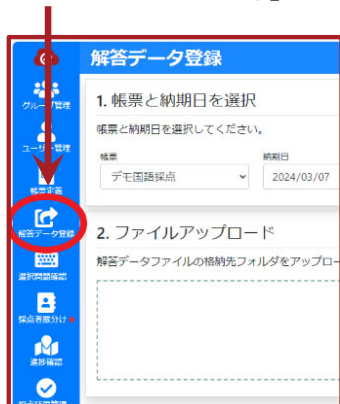 解答データ登録
グループ管理
ユーザー管理
帳票定義
解答データ登録
選択問題確認
採点者振分け
進捗確認
1. 帳票と納期日を選択
帳票と納期日を選択してください。
帳票 納期日
デモ国語採点 2024/03/07
2. ファイルアップロード
解答データファイルの格納先フォルダをアップロー